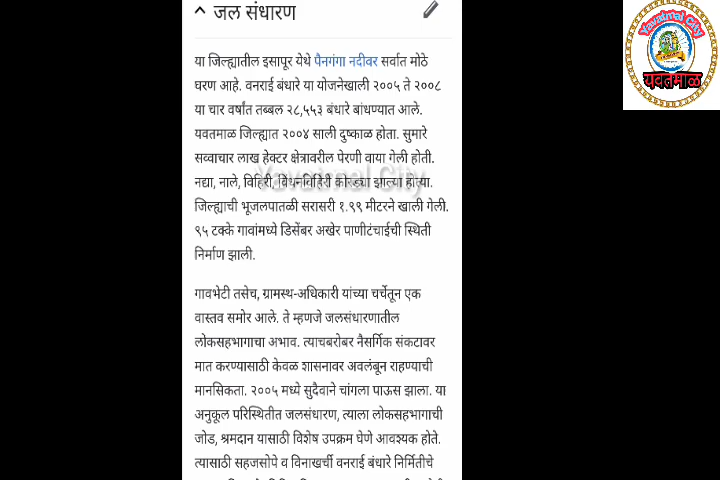 जल संधारण
या जिल्ह्यातील इसापूर येथे पैनगंगा नदीवर सर्वात मोठे
धरण आहे. वनराई बंधारे या योजनेखाली २००५ ते २००८
या चार वर्षांत तब्बल २८,५५३ बंधारे बांधण्यात आले.
यवतमाळ जिल्ह्यात २००४ साली दुष्काळ होता. सुमारे
सव्वाचार लाख हेक्टर क्षेत्रावरील पेरणी वाया गेली होती.
नद्या, नाले, विहिरी, विंधनविहिरी कोरड्या झाल्या होत्या.
जिल्ह्याची भूजलपातळी सरासरी १.९९ मीटरने खाली गेली.
९५ टक्के गावांमध्ये डिसेंबर अखेर पाणीटंचाईची स्थिती
निर्माण झाली.
गावभेटी तसेच, ग्रामस्थ-अधिकारी यांच्या चर्चेतून एक
वास्तव समोर आले. ते म्हणजे जलसंधारणातील
लोकसहभागाचा अभाव. त्याचबरोबर नैसर्गिक संकटावर
मात करण्यासाठी केवळ शासनावर अवलंबून राहण्याची
मानसिकता. २००५ मध्ये सुदैवाने चांगला पाऊस झाला. या
अनुकूल परिस्थितीत जलसंधारण, त्याला लोकसहभागाची
जोड, श्रमदान यासाठी विशेष उपक्रम घेणे आवश्यक होते.
त्यासाठी सहजसोपे व विनाखर्ची वनराई बंधारे निर्मितीचे
Yavatmal City
Yavatmal City
यवतमाळ